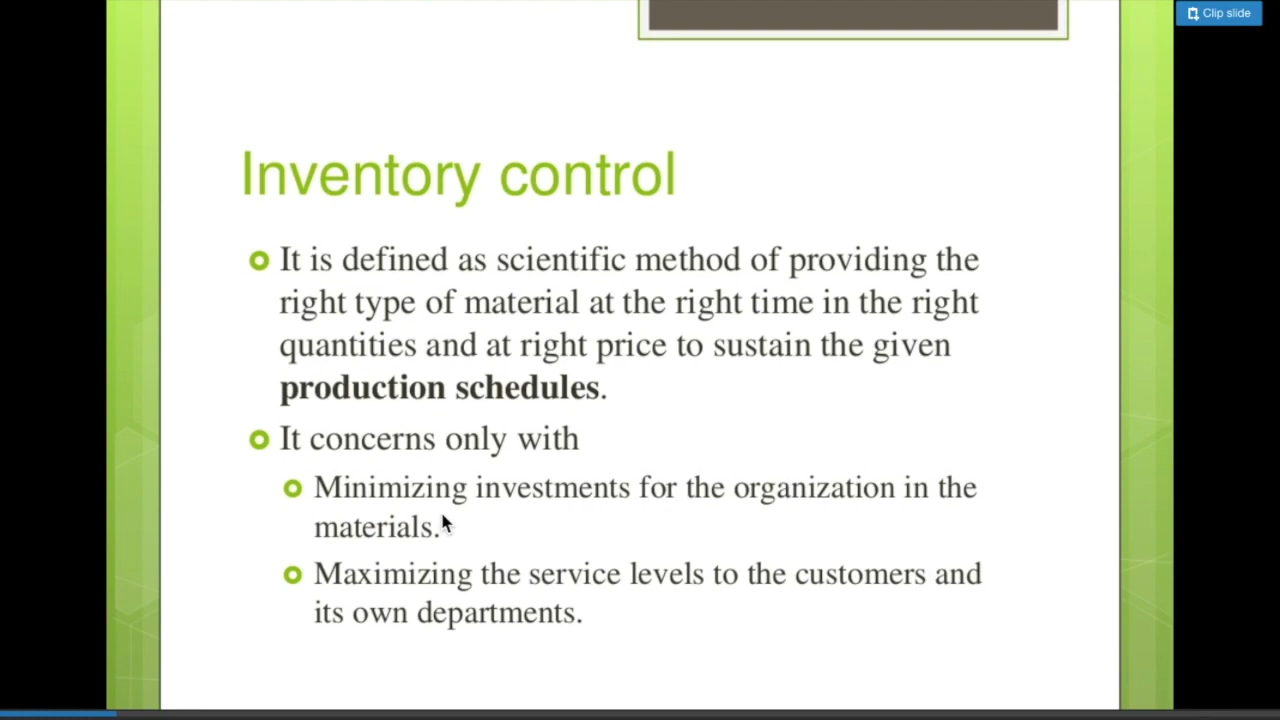 Clip slide
Inventory control
It is defined as scientific method of providing the
right type of material at the right time in the right
quantities and at right price to sustain the given
production schedules.
It concerns only with
Minimizing investments for the organization in the
materials.
Maximizing the service levels to the customers and
its own departments.